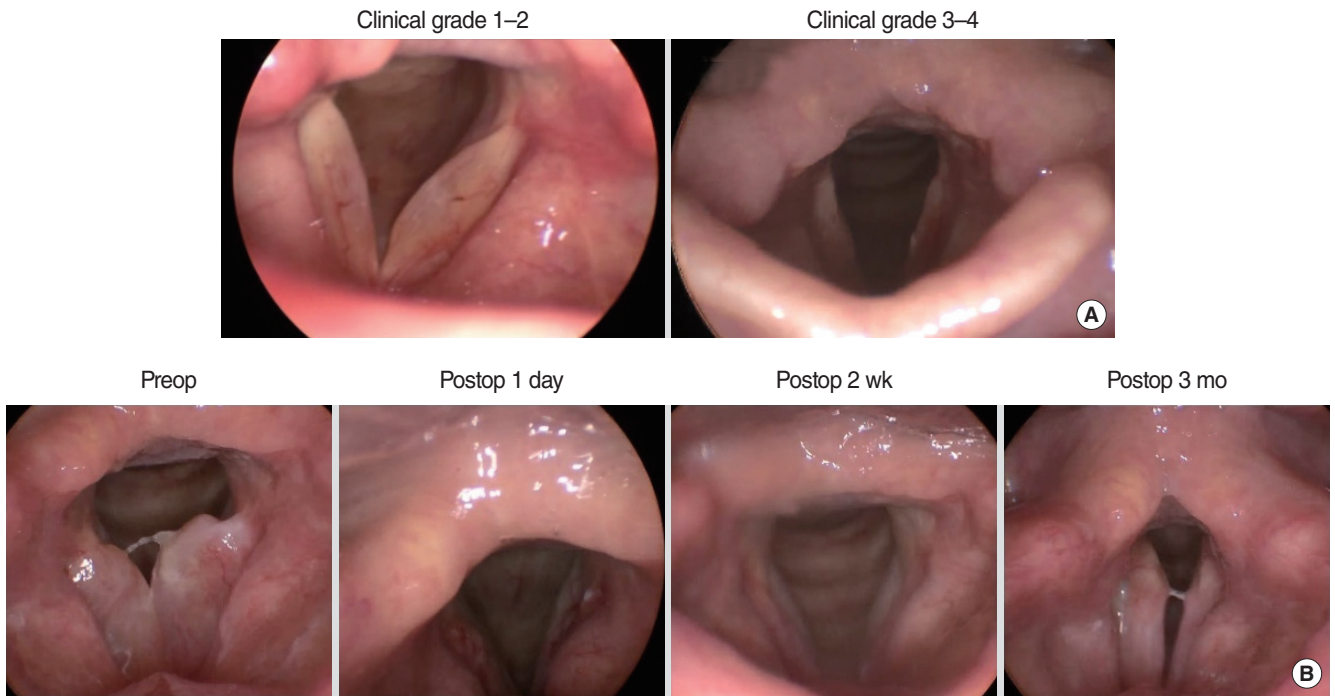 Clinical grade 1–2
Clinical grade 3–4
A
Preop
Postop 1 day
Postop 2 wk
Postop 3 mo
B